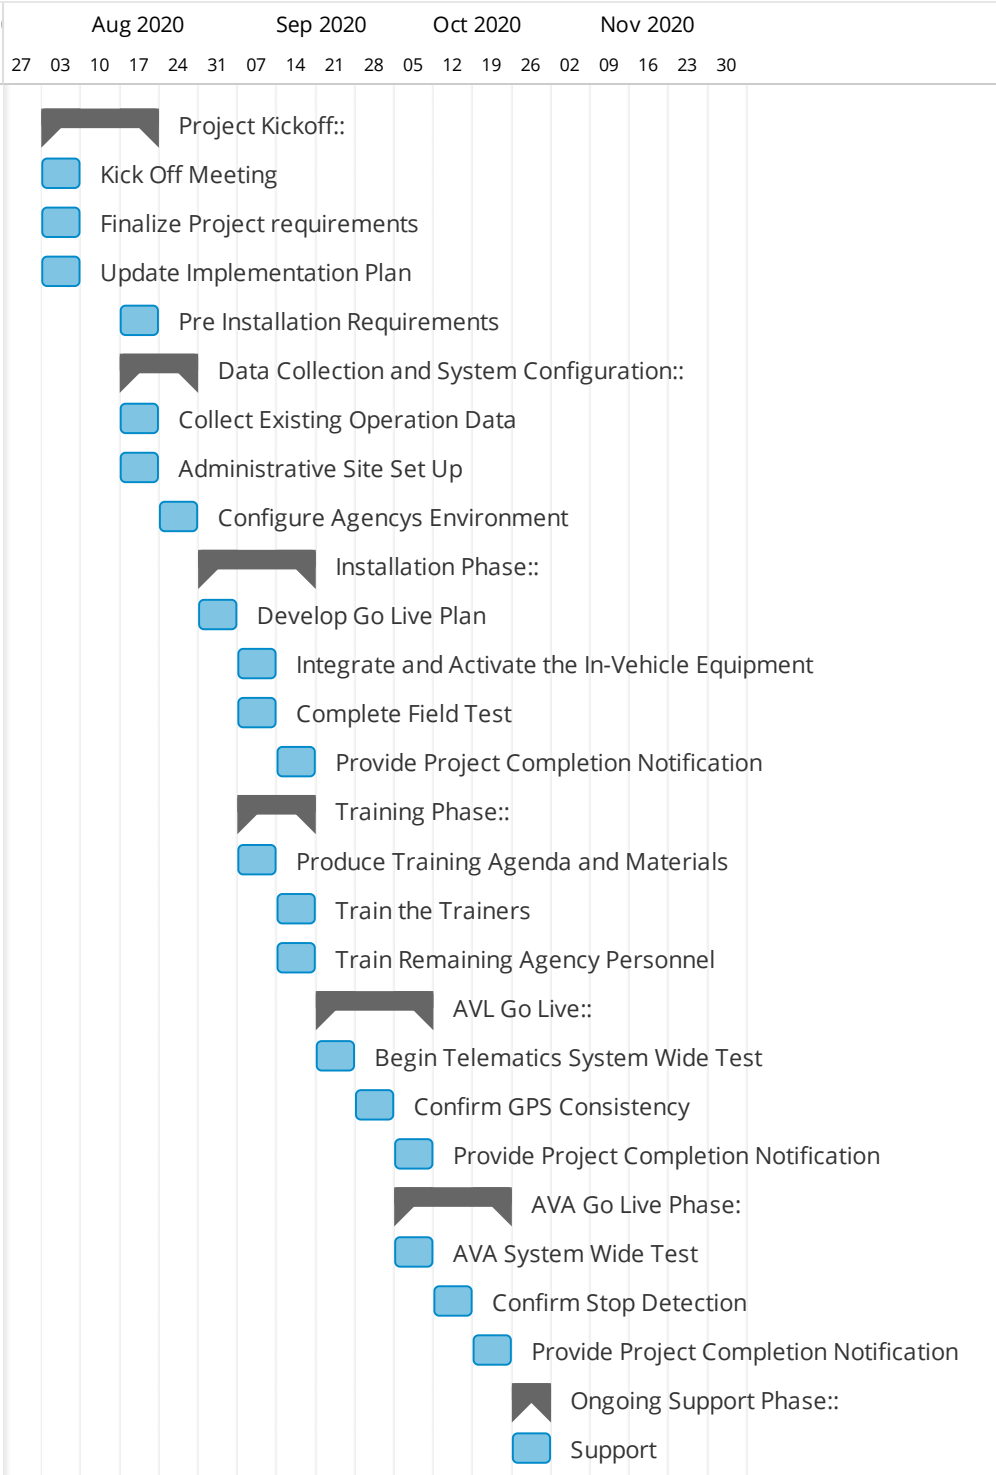 Aug 2020 Sep 2020 Oct 2020 Nov 2020
27 03 10 17 24 31 07 14 21 28 05 12 19 26 02 09 16 23 30
Project Kickoff::
Kick Off Meeting
Finalize Project requirements
Update Implementation Plan
Pre Installation Requirements
Data Collection and System Configuration::
Collect Existing Operation Data
Administrative Site Set Up
Configure Agencys Environment
Installation Phase::
Develop Go Live Plan
Integrate and Activate the In-Vehicle Equipment
Complete Field Test
Provide Project Completion Notification
Training Phase::
Produce Training Agenda and Materials
Train the Trainers
Train Remaining Agency Personnel
AVL Go Live::
Begin Telematics System Wide Test
Confirm GPS Consistency
Provide Project Completion Notification
AVA Go Live Phase:
AVA System Wide Test
Confirm Stop Detection
Provide Project Completion Notification
Ongoing Support Phase::
Support